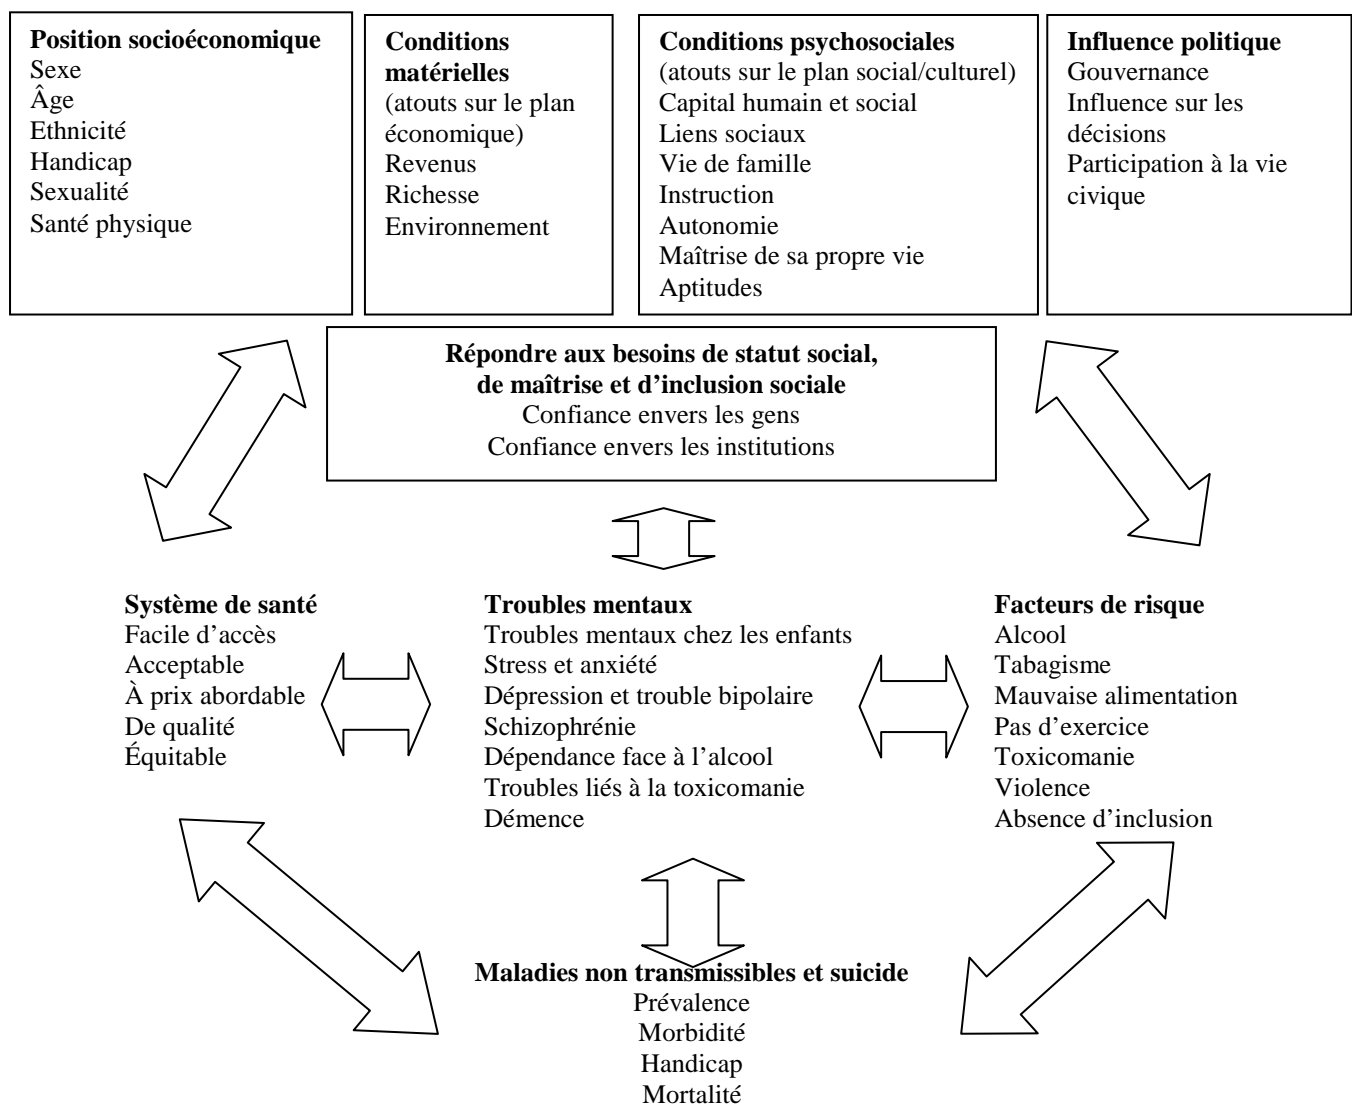 Position socioéconomique
Sexe
Âge
Ethnicité
Handicap
Sexualité
Santé physique
Conditions
matérielles
(atouts sur le plan
économique)
Revenus
Richesse
Environnement
Conditions psychosociales
(atouts sur le plan social/culturel)
Capital humain et social
Liens sociaux
Vie de famille
Instruction
Autonomie
Maîtrise de sa propre vie
Aptitudes
Influence politique
Gouvernance
Influence sur les
décisions
Participation à la vie
civique
Répondre aux besoins de statut social,
de maîtrise et d’inclusion sociale
Confiance envers les gens
Confiance envers les institutions
Système de santé
Facile d’accès
Acceptable
À prix abordable
De qualité
Équitable
Troubles mentaux
Troubles mentaux chez les enfants
Stress et anxiété
Dépression et trouble bipolaire
Schizophrénie
Dépendance face à l’alcool
Troubles liés à la toxicomanie
Démence
Facteurs de risque
Alcool
Tabagisme
Mauvaise alimentation
Pas d’exercice
Toxicomanie
Violence
Absence d’inclusion
Maladies non transmissibles et suicide
Prévalence
Morbidité
Handicap
Mortalité